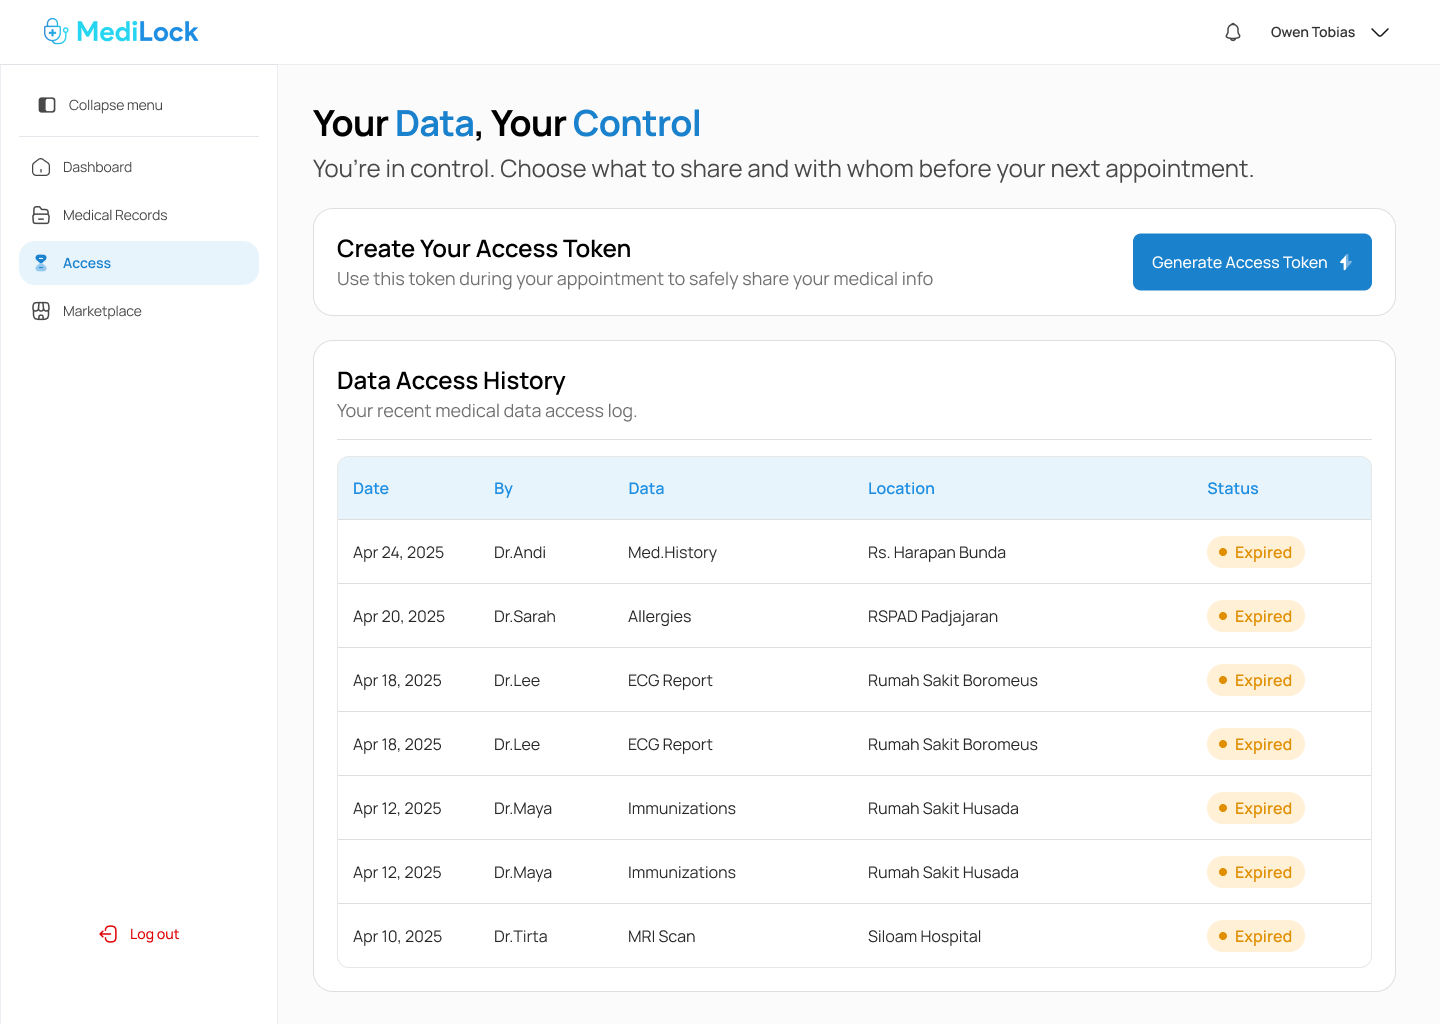 MediLock
Owen Tobias
Collapse menu
Dashboard
Medical Records
Access
Marketplace
Log out
Your Data, Your Control
You're in control. Choose what to share and with whom before your next appointment.
Create Your Access Token
Use this token during your appointment to safely share your medical info
Generate Access Token
Data Access History
Your recent medical data access log.
Date By Data Location Status
Apr 24, 2025 Dr.Andi Med.History Rs. Harapan Bunda Expired
Apr 20, 2025 Dr.Sarah Allergies RSPAD Padjajaran Expired
Apr 18, 2025 Dr.Lee ECG Report Rumah Sakit Boromeus Expired
Apr 18, 2025 Dr.Lee ECG Report Rumah Sakit Boromeus Expired
Apr 12, 2025 Dr.Maya Immunizations Rumah Sakit Husada Expired
Apr 12, 2025 Dr.Maya Immunizations Rumah Sakit Husada Expired
Apr 10, 2025 Dr.Tirta MRI Scan Siloam Hospital Expired